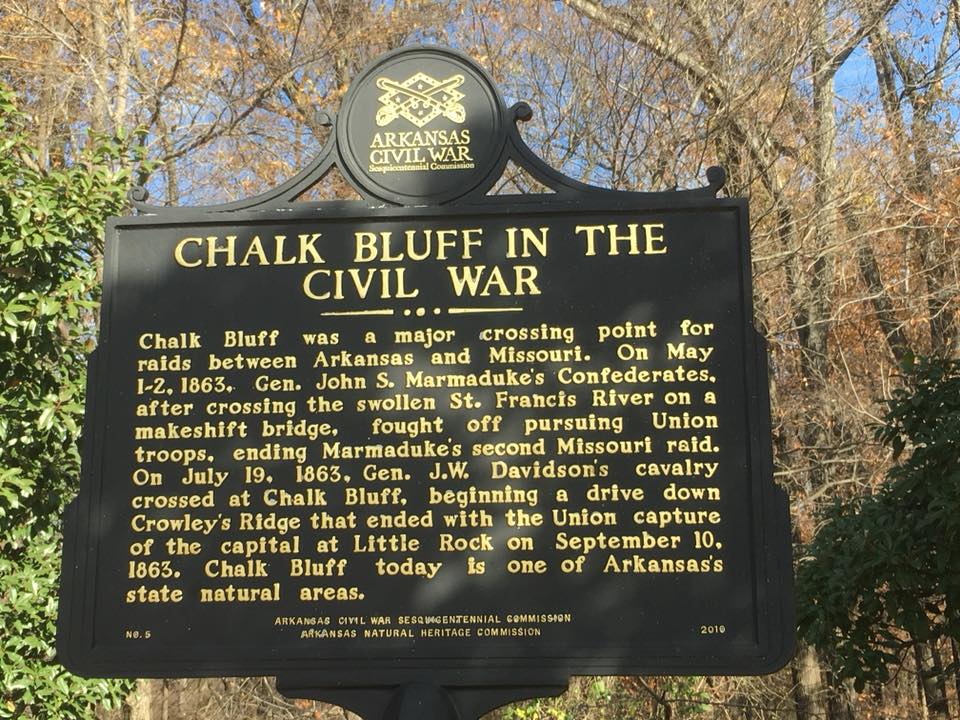 ARKANSAS
CIVIL WAR
Sesquicentennial Commission
CHALK BLUFF IN THE
CIVIL WAR
Chalk Bluff was a major crossing point for
raids between Arkansas and Missouri. On May
1-2, 1863, Gen. John S. Marmaduke's Confederates,
after crossing the swollen St. Francis River on a
makeshift bridge, fought off pursuing Union
troops, ending Marmaduke's second Missouri raid.
On July 19, 1863, Gen. J.W. Davidson's cavalry
crossed at Chalk Bluff, beginning a drive down
Crowley's Ridge that ended with the Union capture
of the capital at Little Rock on September 10,
1863. Chalk Bluff today is one of Arkansas's
state natural areas.
ARKANSAS CIVIL WAR SESQUICENTENNIAL COMMISSION
NO. 5 ARKANSAS NATURAL HERITAGE COMMISSION 2010